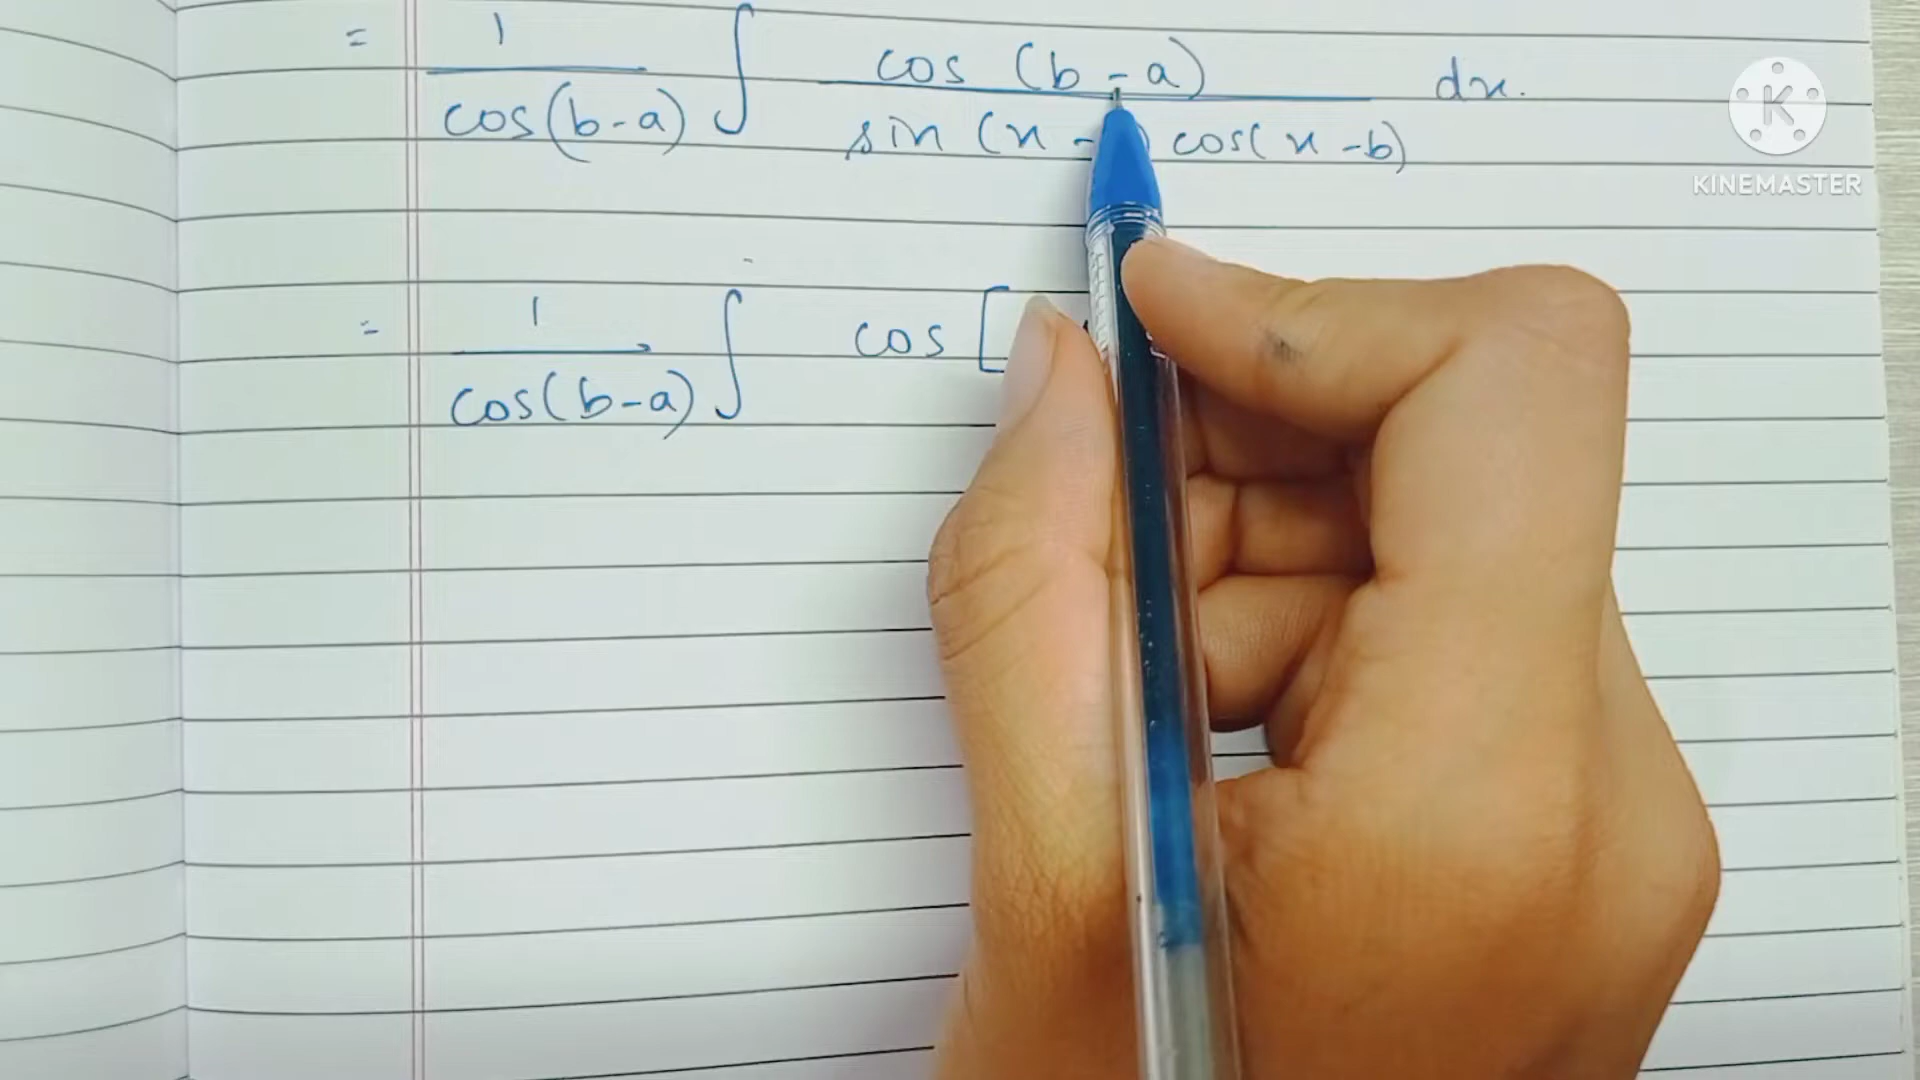 = 1 / cos(b-a) ∫ cos (b-a) / sin (x - ) cos(x-b) dx.
= 1 / cos(b-a) ∫ cos [
KINEMASTER